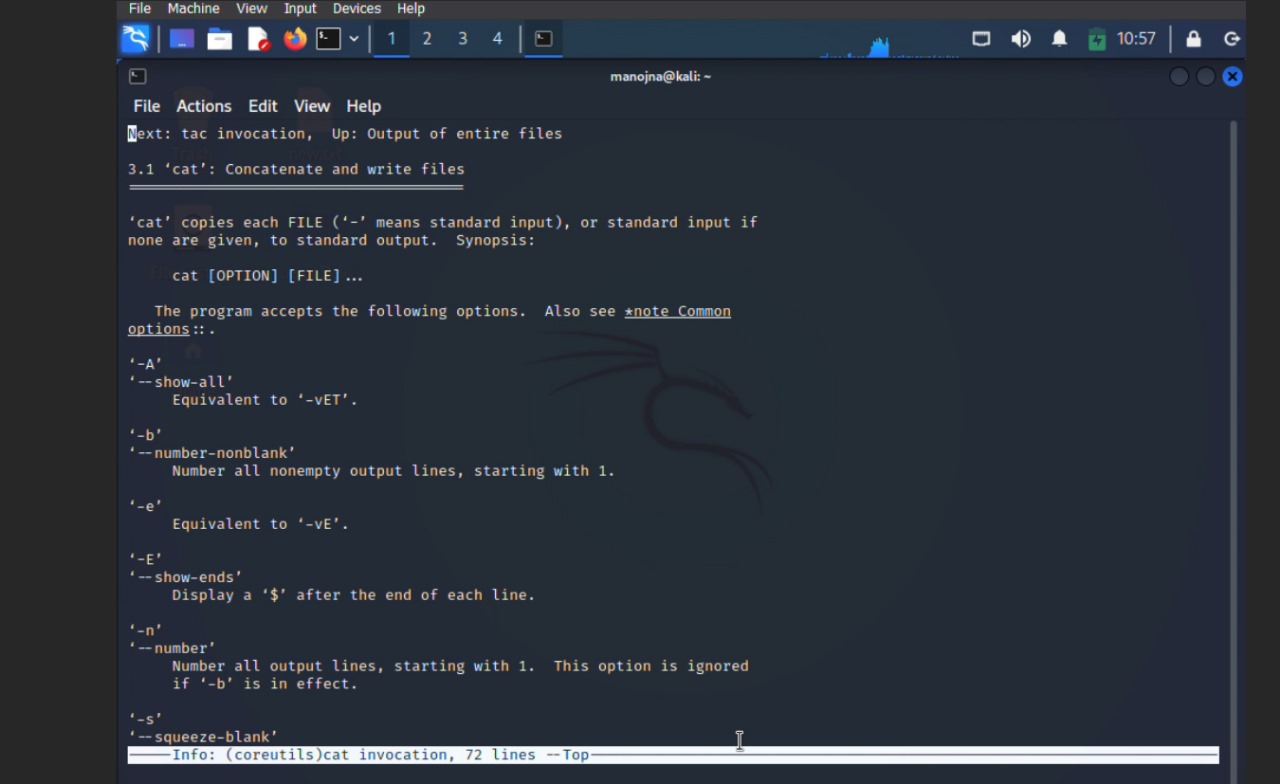 File Machine View Input Devices Help
1 2 3 4 10:57
manojna@kali: ~
File Actions Edit View Help
Next: tac invocation,  Up: Output of entire files
3.1 ‘cat’: Concatenate and write files
‘cat’ copies each FILE (‘-’ means standard input), or standard input if
none are given, to standard output.  Synopsis:
cat [OPTION] [FILE]...
The program accepts the following options.  Also see *note Common
options::.
‘-A’
‘--show-all’
Equivalent to ‘-vET’.
‘-b’
‘--number-nonblank’
Number all nonempty output lines, starting with 1.
‘-e’
Equivalent to ‘-vE’.
‘-E’
‘--show-ends’
Display a ‘$’ after the end of each line.
‘-n’
‘--number’
Number all output lines, starting with 1.  This option is ignored
if ‘-b’ is in effect.
‘-s’
‘--squeeze-blank’
-----Info: (coreutils)cat invocation, 72 lines --Top-----